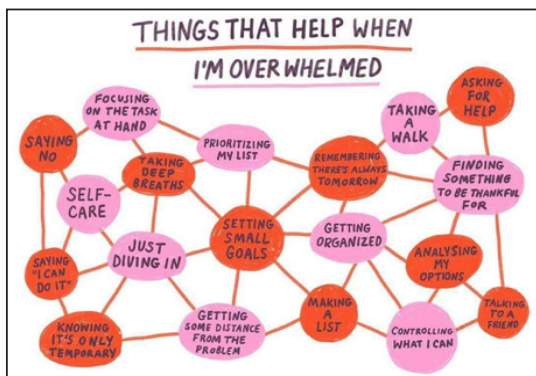 THINGS THAT HELP WHEN
I'M OVERWHELMED
FOCUSING
ON THE TASK
AT HAND
ASKING
FOR
HELP
TAKING
A
WALK
SAYING
NO
PRIORITIZING
MY LIST
TAKING
DEEP
BREATHS
REMEMBERING
THERE'S ALWAYS
TOMORROW
FINDING
SOMETHING
TO BE THANKFUL
FOR
SELF-
CARE
SETTING
SMALL
GOALS
GETTING
ORGANIZED
JUST
DIVING IN
ANALYSING
MY
OPTIONS
SAYING
"I CAN
DO IT"
KNOWING
IT'S ONLY
TEMPORARY
GETTING
SOME DISTANCE
FROM THE
PROBLEM
MAKING
A
LIST
CONTROLLING
WHAT I CAN
TALKING
TO A
FRIEND